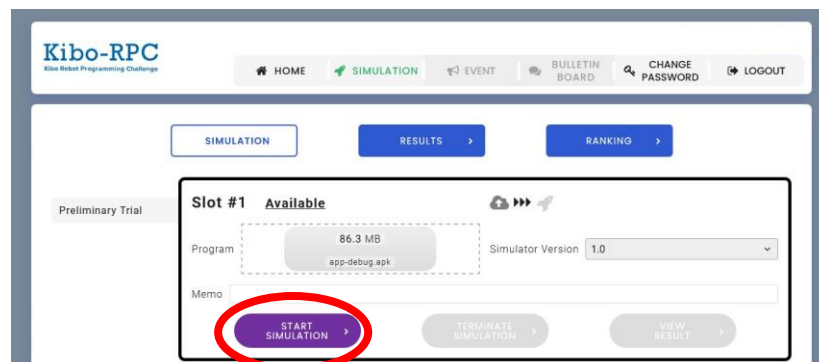 Kibo-RPC
Kibo Robot Programming Challenge
HOME
SIMULATION
EVENT
BULLETIN
BOARD
CHANGE
PASSWORD
LOGOUT
SIMULATION
RESULTS
RANKING
Preliminary Trial
Slot #1 Available
Program
86.3 MB
app-debug.apk
Simulator Version 1.0
Memo
START
SIMULATION
TERMINATE
SIMULATION
VIEW
RESULT